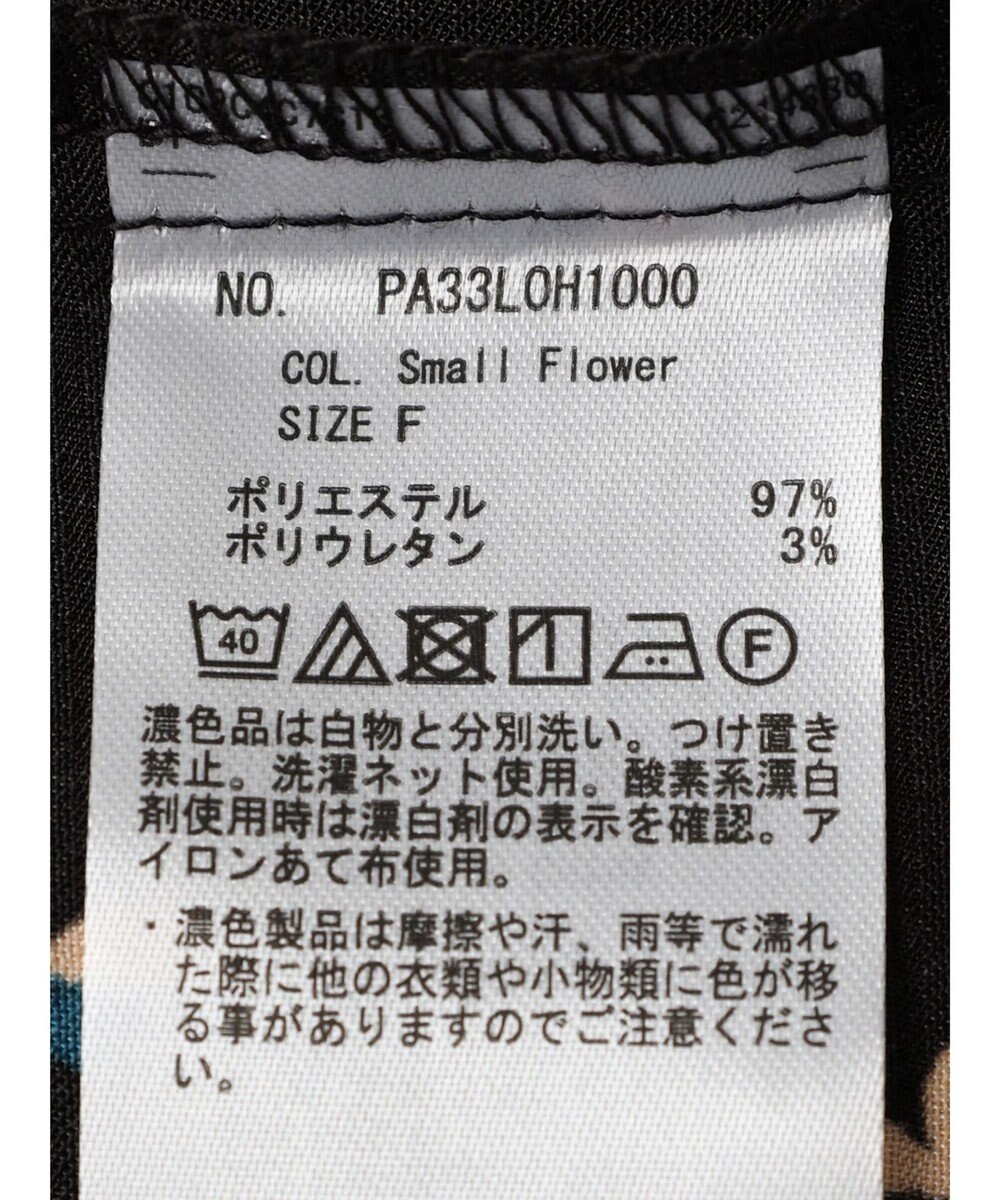 NO. PA33L0H1000
COL. Small Flower
SIZE F
ポリエステル 97%
ポリウレタン 3%
40 F
濃色品は白物と分別洗い。つけ置き
禁止。洗濯ネット使用。酸素系漂白
剤使用時は漂白剤の表示を確認。ア
イロンあて布使用。
・濃色製品は摩擦や汗、雨等で濡れ
た際に他の衣類や小物類に色が移
る事がありますのでご注意くださ
い。